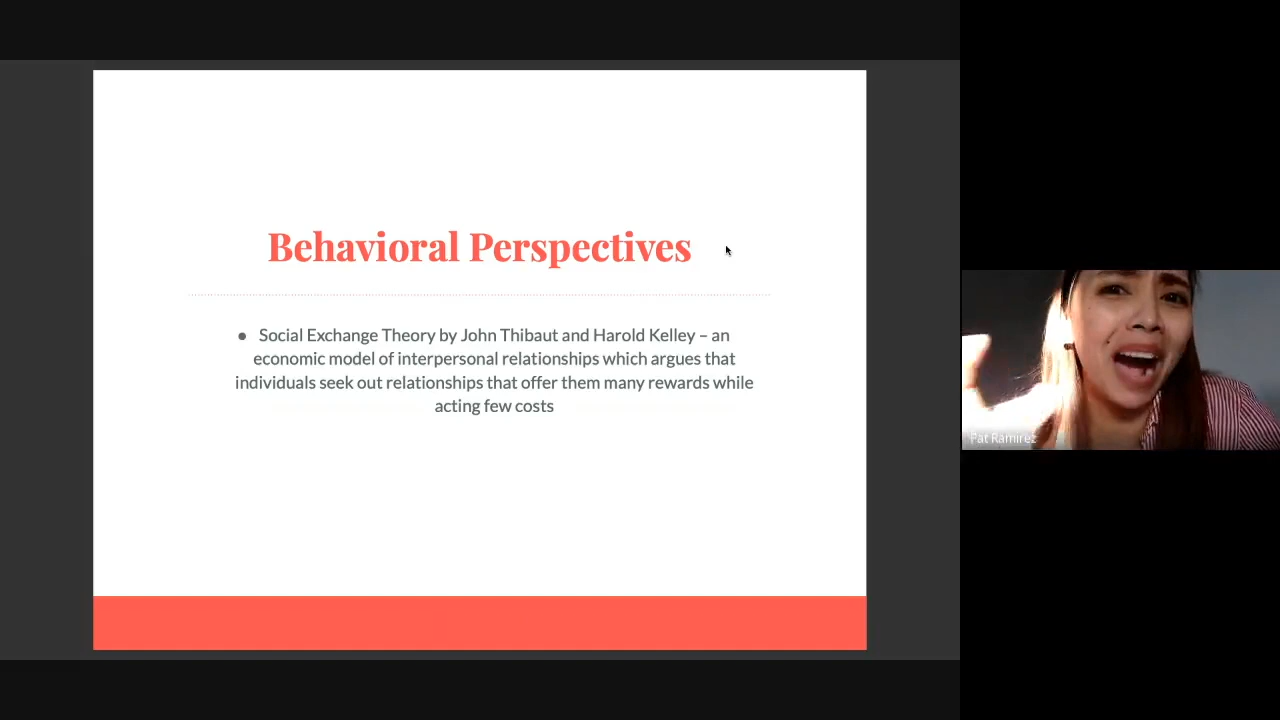 Behavioral Perspectives
● Social Exchange Theory by John Thibaut and Harold Kelley – an
economic model of interpersonal relationships which argues that
individuals seek out relationships that offer them many rewards while
acting few costs
Pat Ramirez